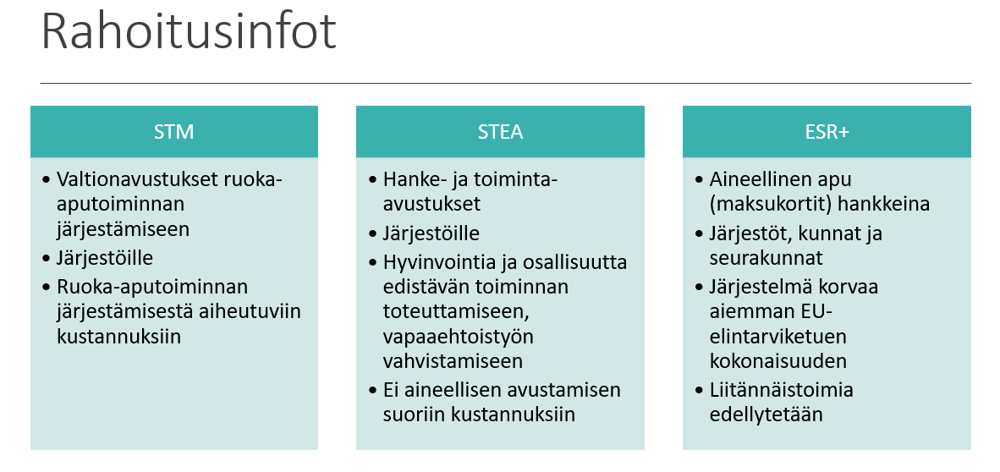 Rahoitusinfot
STM
• Valtionavustukset ruoka-
aputoiminnan
järjestämiseen
• Järjestöille
• Ruoka-aputoiminnan
järjestämisestä aiheutuviin
kustannuksiin
STEA
• Hanke- ja toiminta-
avustukset
• Järjestöille
• Hyvinvointia ja osallisuutta
edistävän toiminnan
toteuttamiseen,
vapaaehtoistyön
vahvistamiseen
• Ei aineellisen avustamisen
suoriin kustannuksiin
ESR+
• Aineellinen apu
(maksukortit) hankkeina
• Järjestöt, kunnat ja
seurakunnat
• Järjestelmä korvaa
aiemman EU-
elintarviketuen
kokonaisuuden
• Liitännäistoimia
edellytetään